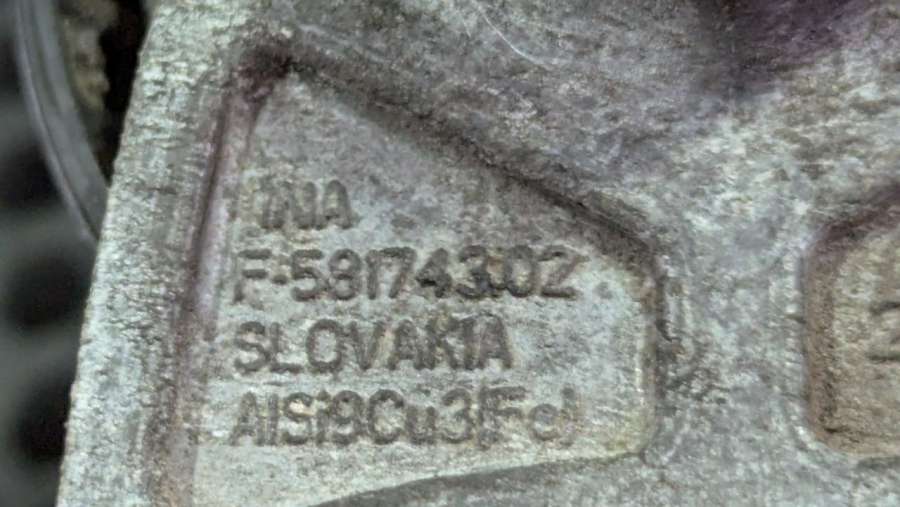 INA
F-581743.02
SLOVAKIA
AlSi9Cu3(Fe)